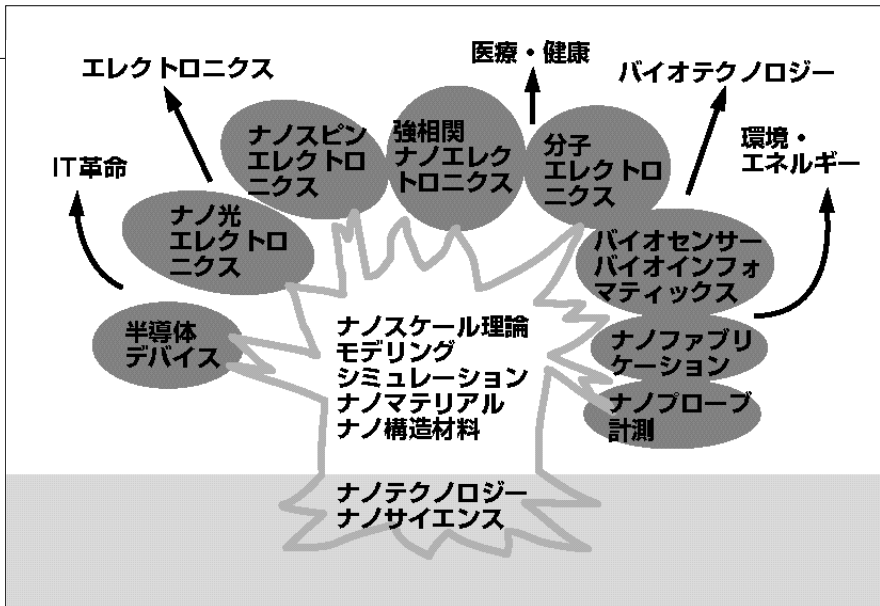 エレクトロニクス
医療・健康
バイオテクノロジー
IT革命
環境・
エネルギー
ナノスピン
エレクトロ
ニクス
強相関
ナノエレク
トロニクス
分子
エレクトロ
ニクス
ナノ光
エレクトロ
ニクス
バイオセンサー
バイオインフォ
マティックス
半導体
デバイス
ナノファブリ
ケーション
ナノプローブ
計測
ナノスケール理論
モデリング
シミュレーション
ナノマテリアル
ナノ構造材料
ナノテクノロジー
ナノサイエンス